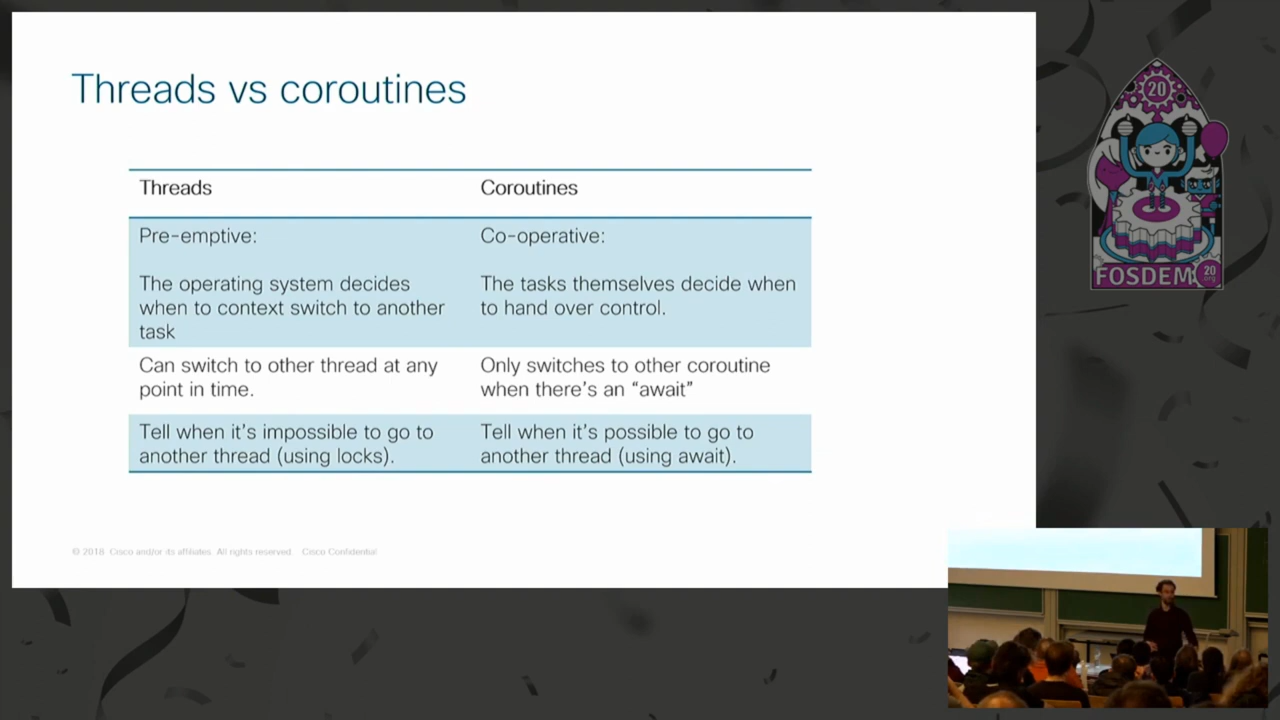 Threads vs coroutines
Threads
Coroutines
Pre-emptive:
Co-operative:
The operating system decides
when to context switch to another
task
The tasks themselves decide when
to hand over control.
Can switch to other thread at any
point in time.
Only switches to other coroutine
when there's an “await”
Tell when it's impossible to go to
another thread (using locks).
Tell when it's possible to go to
another thread (using await).
© 2018 Cisco and/or its affiliates. All rights reserved. Cisco Confidential
20
FOSDEM
20
.org